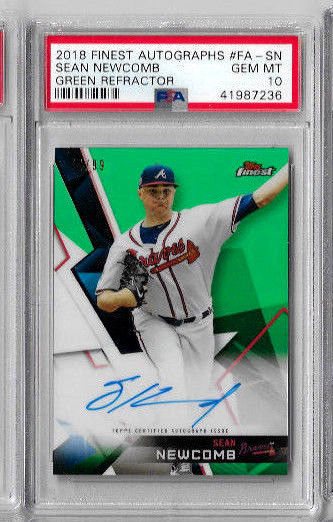 2018 FINEST AUTOGRAPHS #FA-SN
SEAN NEWCOMB GEM MT
GREEN REFRACTOR 10
PSA 41987236
/99
Topps
finest
Braves
TOPPS CERTIFIED AUTOGRAPH ISSUE
SEAN
NEWCOMB
Braves